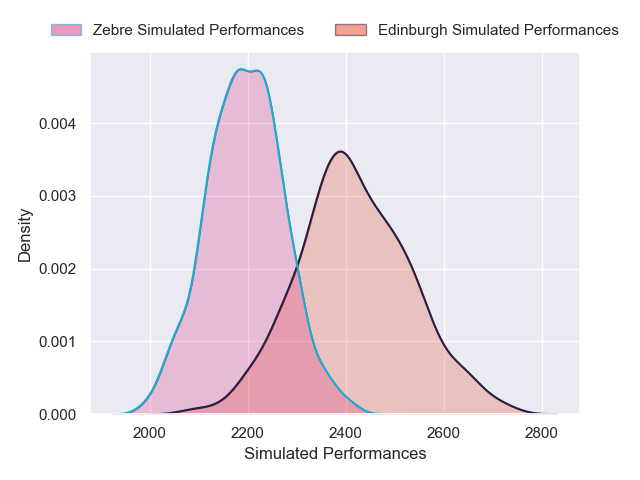 Zebre Simulated Performances Edinburgh Simulated Performances
0.004
0.003
0.002
0.001
0.000
Density
2000 2200 2400 2600 2800
Simulated Performances